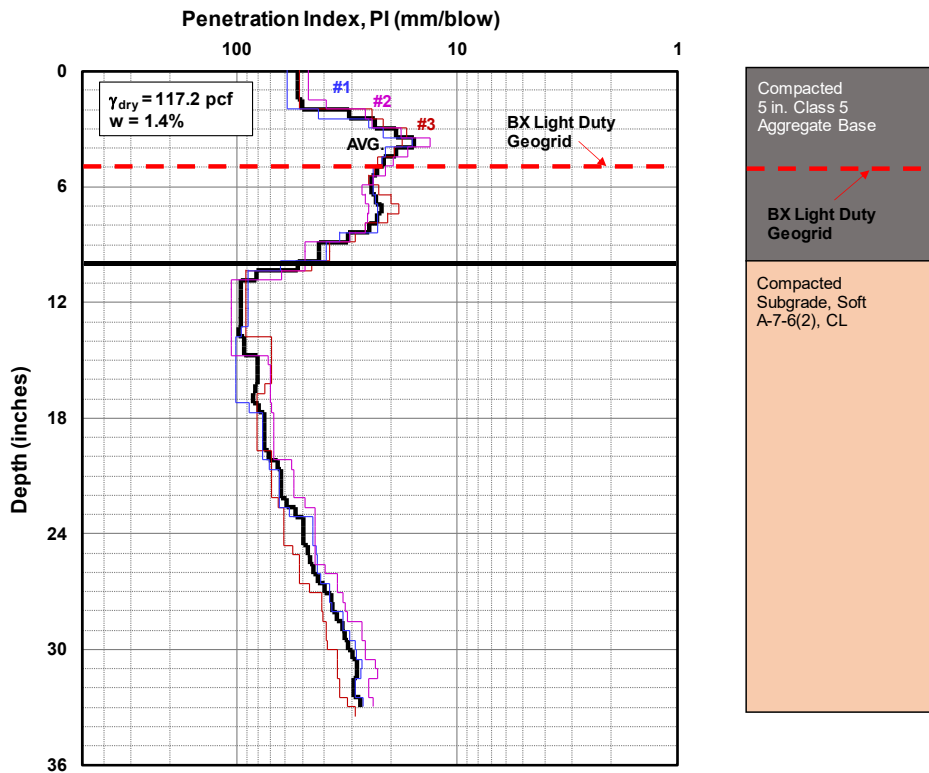 Penetration Index, PI (mm/blow)
100
10
1
0
6
12
18
24
30
36
Depth (inches)
γdry = 117.2 pcf
w = 1.4%
#1
#2
#3
AVG.
BX Light Duty
Geogrid
Compacted
5 in. Class 5
Aggregate Base
BX Light Duty
Geogrid
Compacted
Subgrade, Soft
A-7-6(2), CL